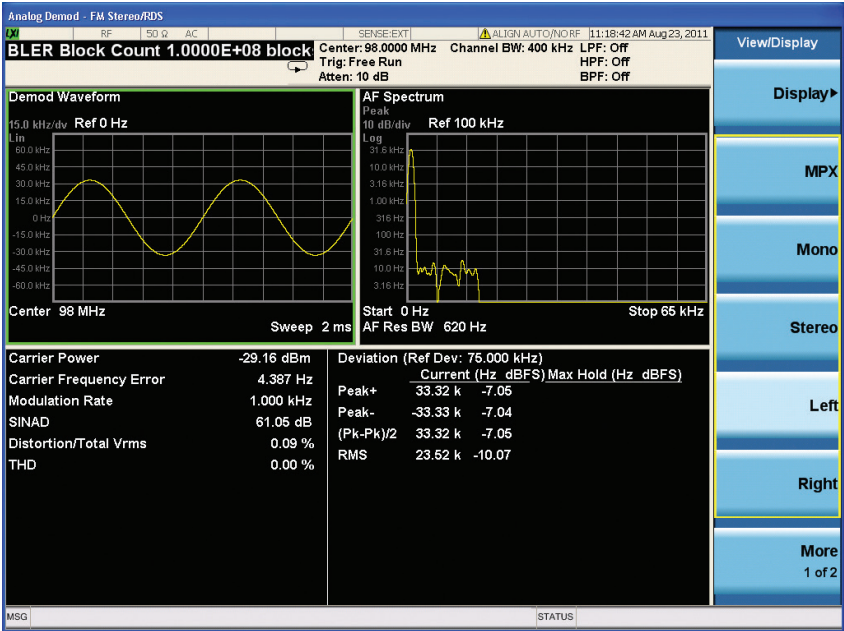 Analog Demod - FM Stereo/RDS
LXI RF 50 Ω AC SENSE:EXT ALIGN AUTO/NO RF 11:18:42 AM Aug 23, 2011
BLER Block Count 1.0000E+08 block
Center: 98.0000 MHz Channel BW: 400 kHz LPF: Off
Trig: Free Run HPF: Off
Atten: 10 dB BPF: Off
Demod Waveform
15.0 kHz/dv Ref 0 Hz
Lin
60.0 kHz
45.0 kHz
30.0 kHz
15.0 kHz
0 Hz
-15.0 kHz
-30.0 kHz
-45.0 kHz
-60.0 kHz
Center 98 MHz
Sweep 2 ms
AF Spectrum
Peak
10 dB/div Ref 100 kHz
Log
31.6 kHz
10.0 kHz
3.16 kHz
1.00 kHz
316 Hz
100 Hz
31.6 Hz
10.0 Hz
3.16 Hz
Start 0 Hz Stop 65 kHz
AF Res BW 620 Hz
Carrier Power -29.16 dBm
Carrier Frequency Error 4.387 Hz
Modulation Rate 1.000 kHz
SINAD 61.05 dB
Distortion/Total Vrms 0.09 %
THD 0.00 %
Deviation (Ref Dev: 75.000 kHz)
Current (Hz dBFS) Max Hold (Hz dBFS)
Peak+ 33.32 k -7.05
Peak- -33.33 k -7.04
(Pk-Pk)/2 33.32 k -7.05
RMS 23.52 k -10.07
View/Display
Display
MPX
Mono
Stereo
Left
Right
More
1 of 2
MSG STATUS